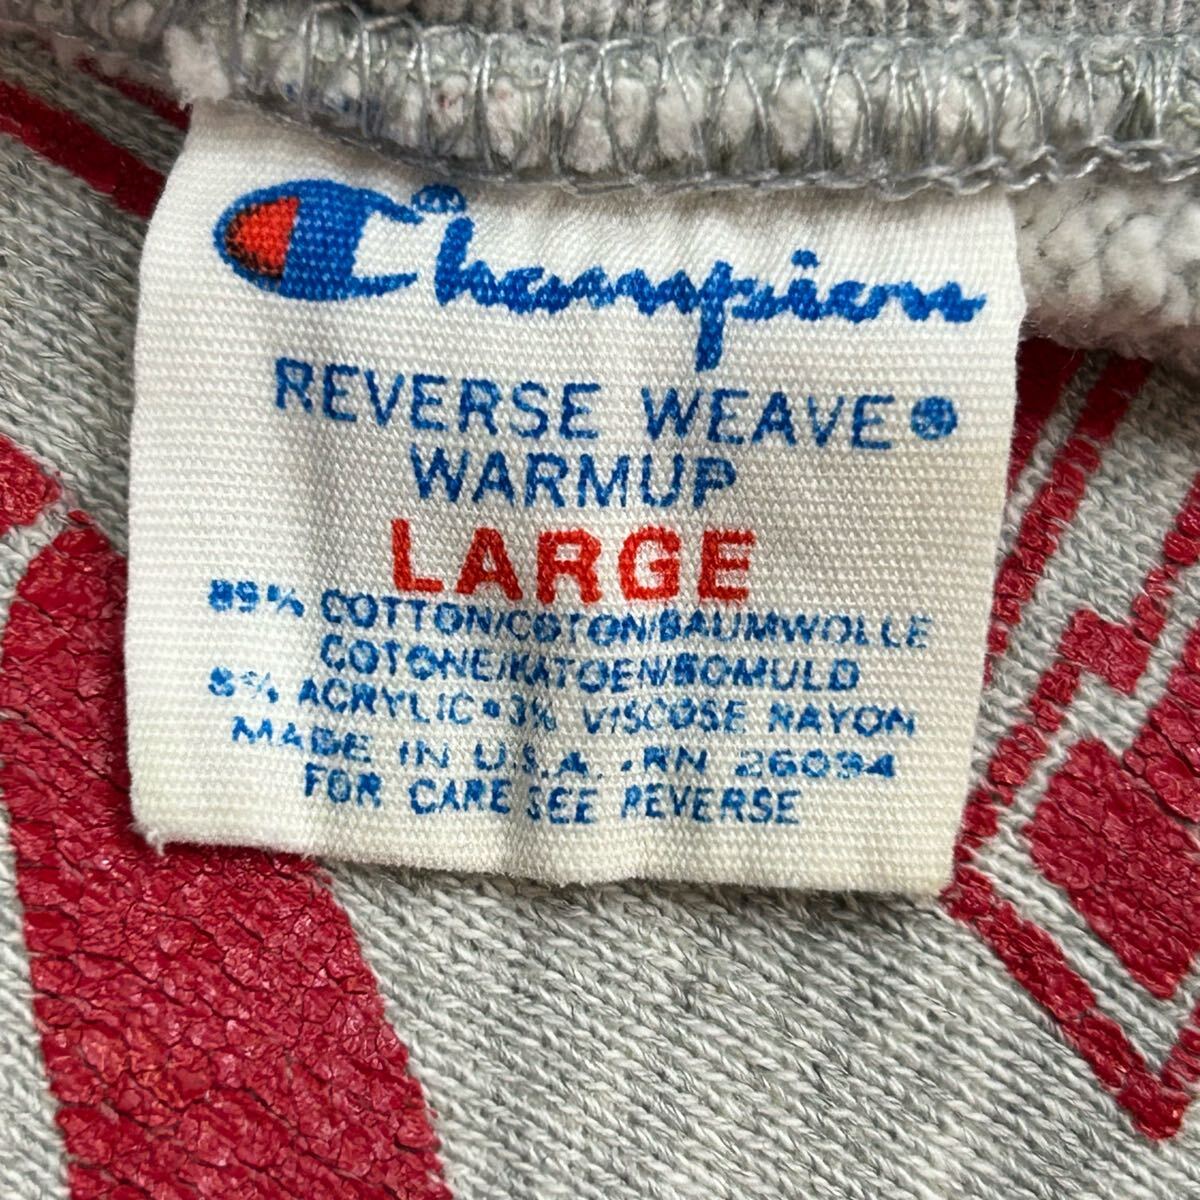 Champion®
REVERSE WEAVE®
WARMUP
LARGE
89% COTTON/COTON/BAUMWOLLE
COTONE/KATOEN/BOMULD
8% ACRYLIC•3% VISCOSE RAYON
MADE IN U.S.A. .RN 26094
FOR CARE SEE REVERSE